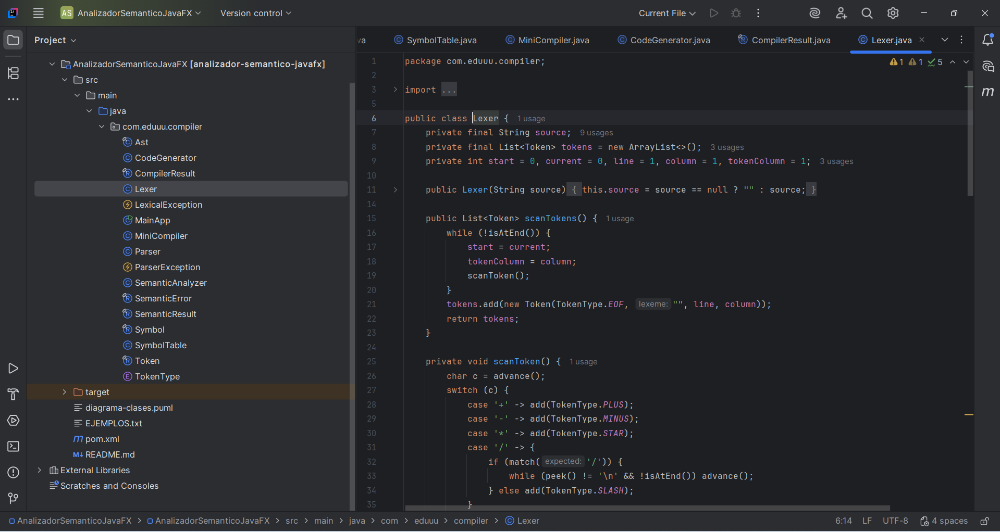 AS AnalizadorSemanticoJavaFX Version control Current File
Project
va SymbolTable.java MiniCompiler.java CodeGenerator.java CompilerResult.java Lexer.java
AnalizadorSemanticoJavaFX [analizador-semantico-javafx]
src
main
java
com.eduuu.compiler
Ast
CodeGenerator
CompilerResult
Lexer
LexicalException
MainApp
MiniCompiler
Parser
ParserException
SemanticAnalyzer
SemanticError
SemanticResult
Symbol
SymbolTable
Token
TokenType
target
diagrama-clases.puml
EJEMPLOS.txt
pom.xml
README.md
External Libraries
Scratches and Consoles
1 package com.eduuu.compiler;
1 1 5
2
3 import ...
5
6 public class Lexer { 1 usage
7 private final String source; 9 usages
8 private final List<Token> tokens = new ArrayList<>(); 3 usages
9 private int start = 0, current = 0, line = 1, column = 1, tokenColumn = 1; 3 usages
10
11 public Lexer(String source) { this.source = source == null ? "" : source; }
14
15 public List<Token> scanTokens() { 1 usage
16 while (!isAtEnd()) {
17 start = current;
18 tokenColumn = column;
19 scanToken();
20 }
21 tokens.add(new Token(TokenType.EOF, lexeme: "", line, column));
22 return tokens;
23 }
24
25 private void scanToken() { 1 usage
26 char c = advance();
27 switch (c) {
28 case '+' -> add(TokenType.PLUS);
29 case '-' -> add(TokenType.MINUS);
30 case '*' -> add(TokenType.STAR);
31 case '/' -> {
32 if (match( expected: '/')) {
33 while (peek() != '\n' && !isAtEnd()) advance();
34 } else add(TokenType.SLASH);
35 }
AnalizadorSemanticoJavaFX > AnalizadorSemanticoJavaFX > src > main > java > com > eduuu > compiler > Lexer 6:14 LF UTF-8 4 spaces